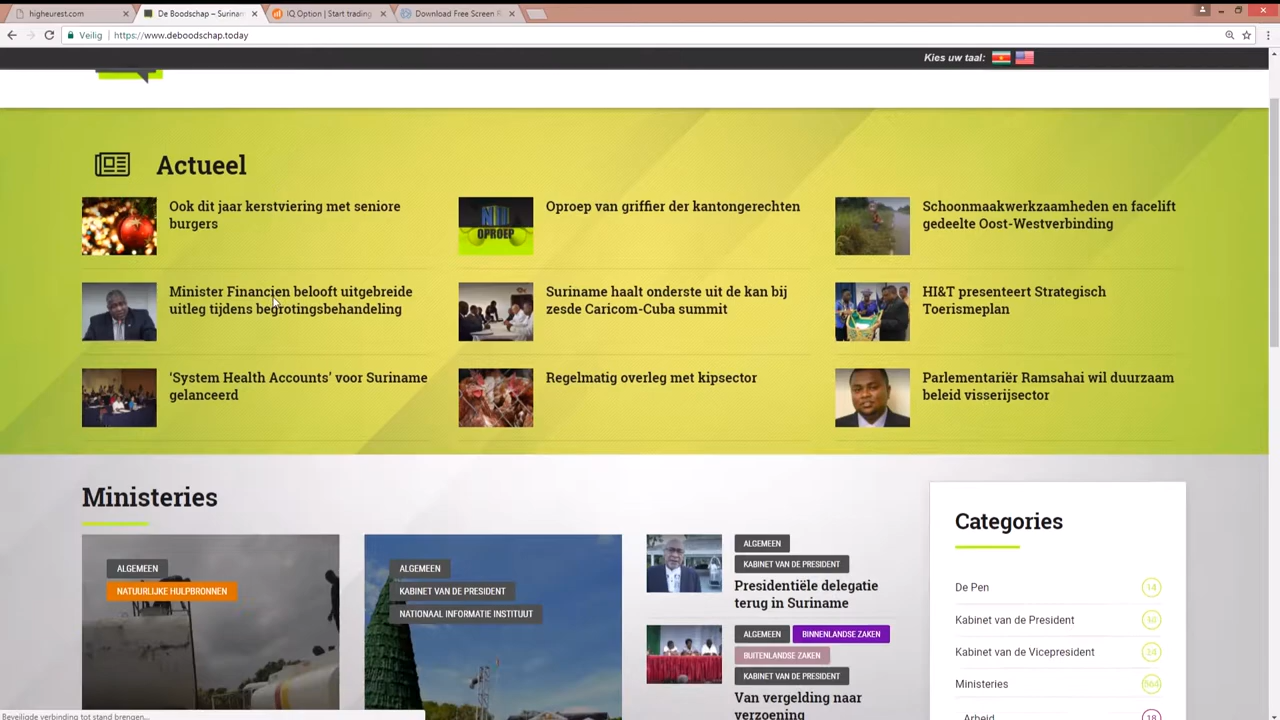 higheurest.com
De Boodschap – Surinam
IQ Option | Start trading
Download Free Screen R
Veilig
https://www.deboodschap.today
Kies uw taal:
Actueel
Ook dit jaar kerstviering met seniore
burgers
Oproep van griffier der kantongerechten
OPROEP
Schoonmaakwerkzaamheden en facelift
gedeelte Oost-Westverbinding
Minister Financien belooft uitgebreide
uitleg tijdens begrotingsbehandeling
Suriname haalt onderste uit de kan bij
zesde Caricom-Cuba summit
HI&T presenteert Strategisch
Toerismeplan
‘System Health Accounts’ voor Suriname
gelanceerd
Regelmatig overleg met kipsector
Parlementariër Ramsahai wil duurzaam
beleid visserijsector
Ministeries
ALGEMEEN
NATUURLIJKE HULPBRONNEN
ALGEMEEN
KABINET VAN DE PRESIDENT
NATIONAAL INFORMATIE INSTITUUT
ALGEMEEN
KABINET VAN DE PRESIDENT
Presidentiële delegatie
terug in Suriname
ALGEMEEN
BINNENLANDSE ZAKEN
BUITENLANDSE ZAKEN
KABINET VAN DE PRESIDENT
Van vergelding naar
verzoening
Categories
De Pen
14
Kabinet van de President
Kabinet van de Vicepresident
Ministeries
564
Arbeid
18
Beveiligde verbinding tot stand brengen...